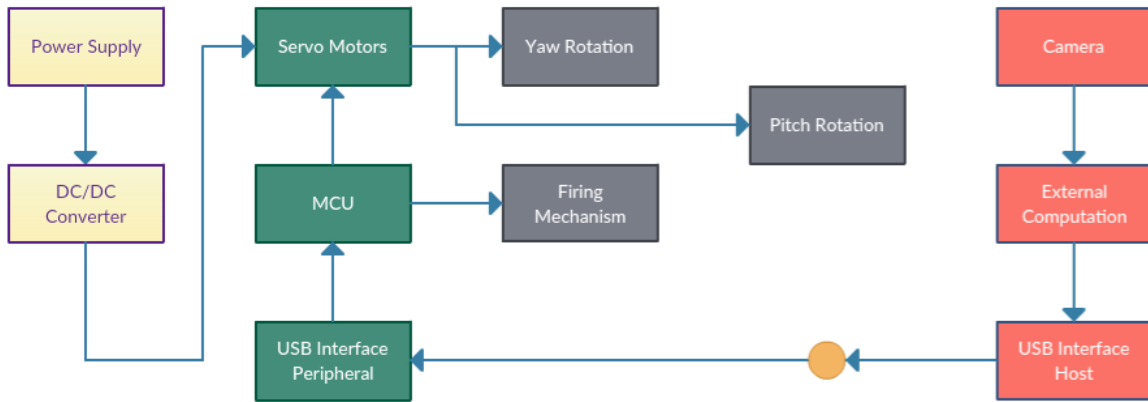 Power Supply
Servo Motors
Yaw Rotation
Camera
Pitch Rotation
DC/DC
Converter
MCU
Firing
Mechanism
External
Computation
USB Interface
Peripheral
USB Interface
Host